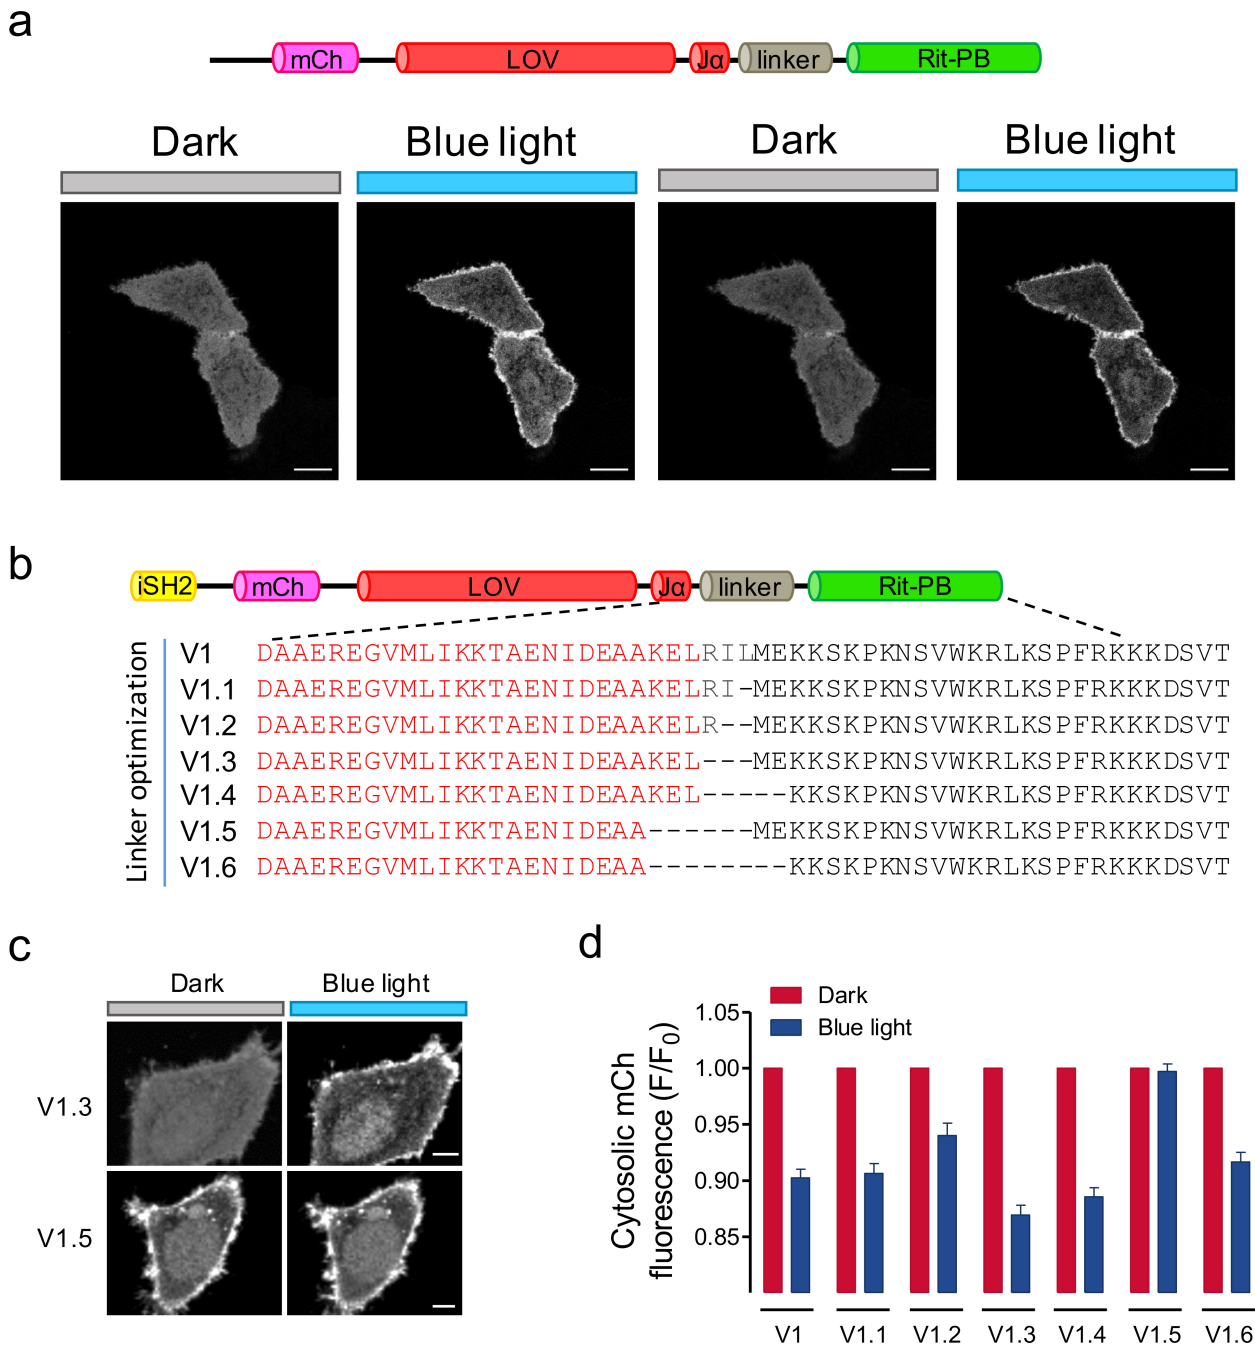 a
mCh LOV Jα linker Rit-PB
Dark Blue light Dark Blue light
b
iSH2 mCh LOV Jα linker Rit-PB
Linker optimization
V1 DAAEREGVMLIKKTAENIDEAAKELRILMEKKSKPKNSVWKRLKSPFRKKKDSVT
V1.1 DAAEREGVMLIKKTAENIDEAAKELRI-MEKKSKPKNSVWKRLKSPFRKKKDSVT
V1.2 DAAEREGVMLIKKTAENIDEAAKELR--MEKKSKPKNSVWKRLKSPFRKKKDSVT
V1.3 DAAEREGVMLIKKTAENIDEAAKEL---MEKKSKPKNSVWKRLKSPFRKKKDSVT
V1.4 DAAEREGVMLIKKTAENIDEAAKEL-----KKSKPKNSVWKRLKSPFRKKKDSVT
V1.5 DAAEREGVMLIKKTAENIDEAA------MEKKSKPKNSVWKRLKSPFRKKKDSVT
V1.6 DAAEREGVMLIKKTAENIDEAA--------KKSKPKNSVWKRLKSPFRKKKDSVT
c
Dark Blue light
V1.3
V1.5
d
Dark
Blue light
Cytosolic mCh
fluorescence (F/F0)
1.05
1.00
0.95
0.90
0.85
V1 V1.1 V1.2 V1.3 V1.4 V1.5 V1.6